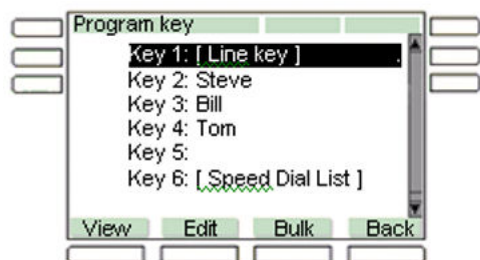 Program key
Key 1: [ Line key ] .
Key 2: Steve
Key 3: Bill
Key 4: Tom
Key 5:
Key 6: [ Speed Dial List ]
View Edit Bulk Back